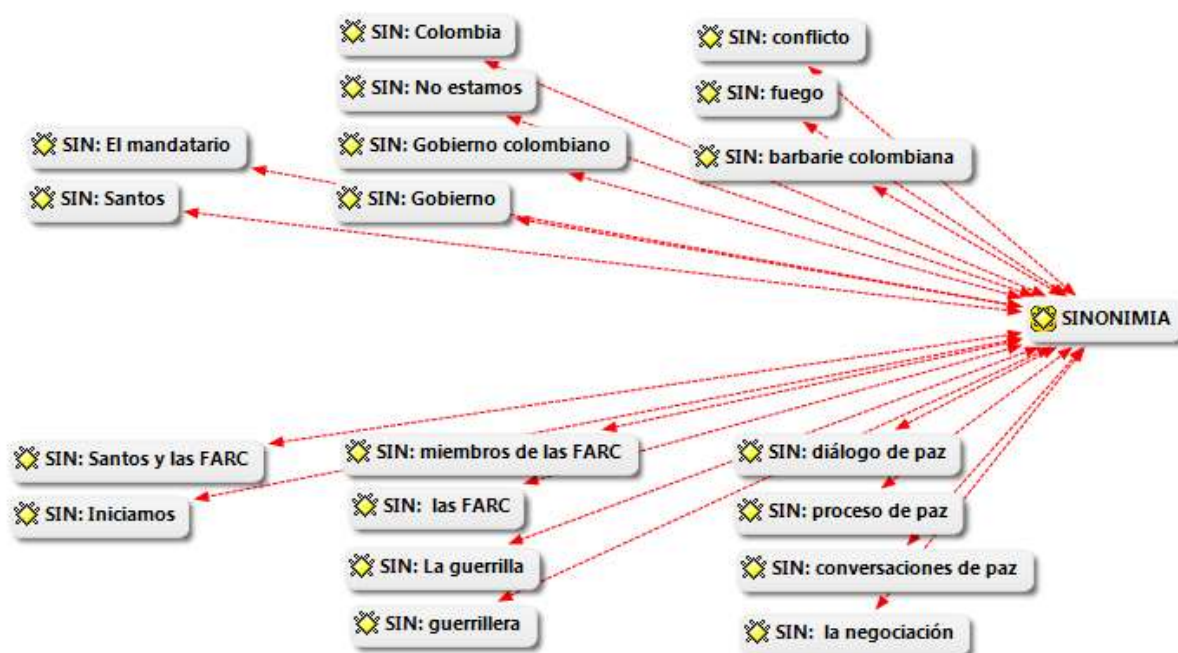 SIN: Colombia
SIN: No estamos
SIN: Gobierno colombiano
SIN: Gobierno
SIN: conflicto
SIN: fuego
SIN: barbarie colombiana
SIN: El mandatario
SIN: Santos
SINONIMIA
SIN: Santos y las FARC
SIN: Iniciamos
SIN: miembros de las FARC
SIN: las FARC
SIN: La guerrilla
SIN: guerrillera
SIN: diálogo de paz
SIN: proceso de paz
SIN: conversaciones de paz
SIN: la negociación